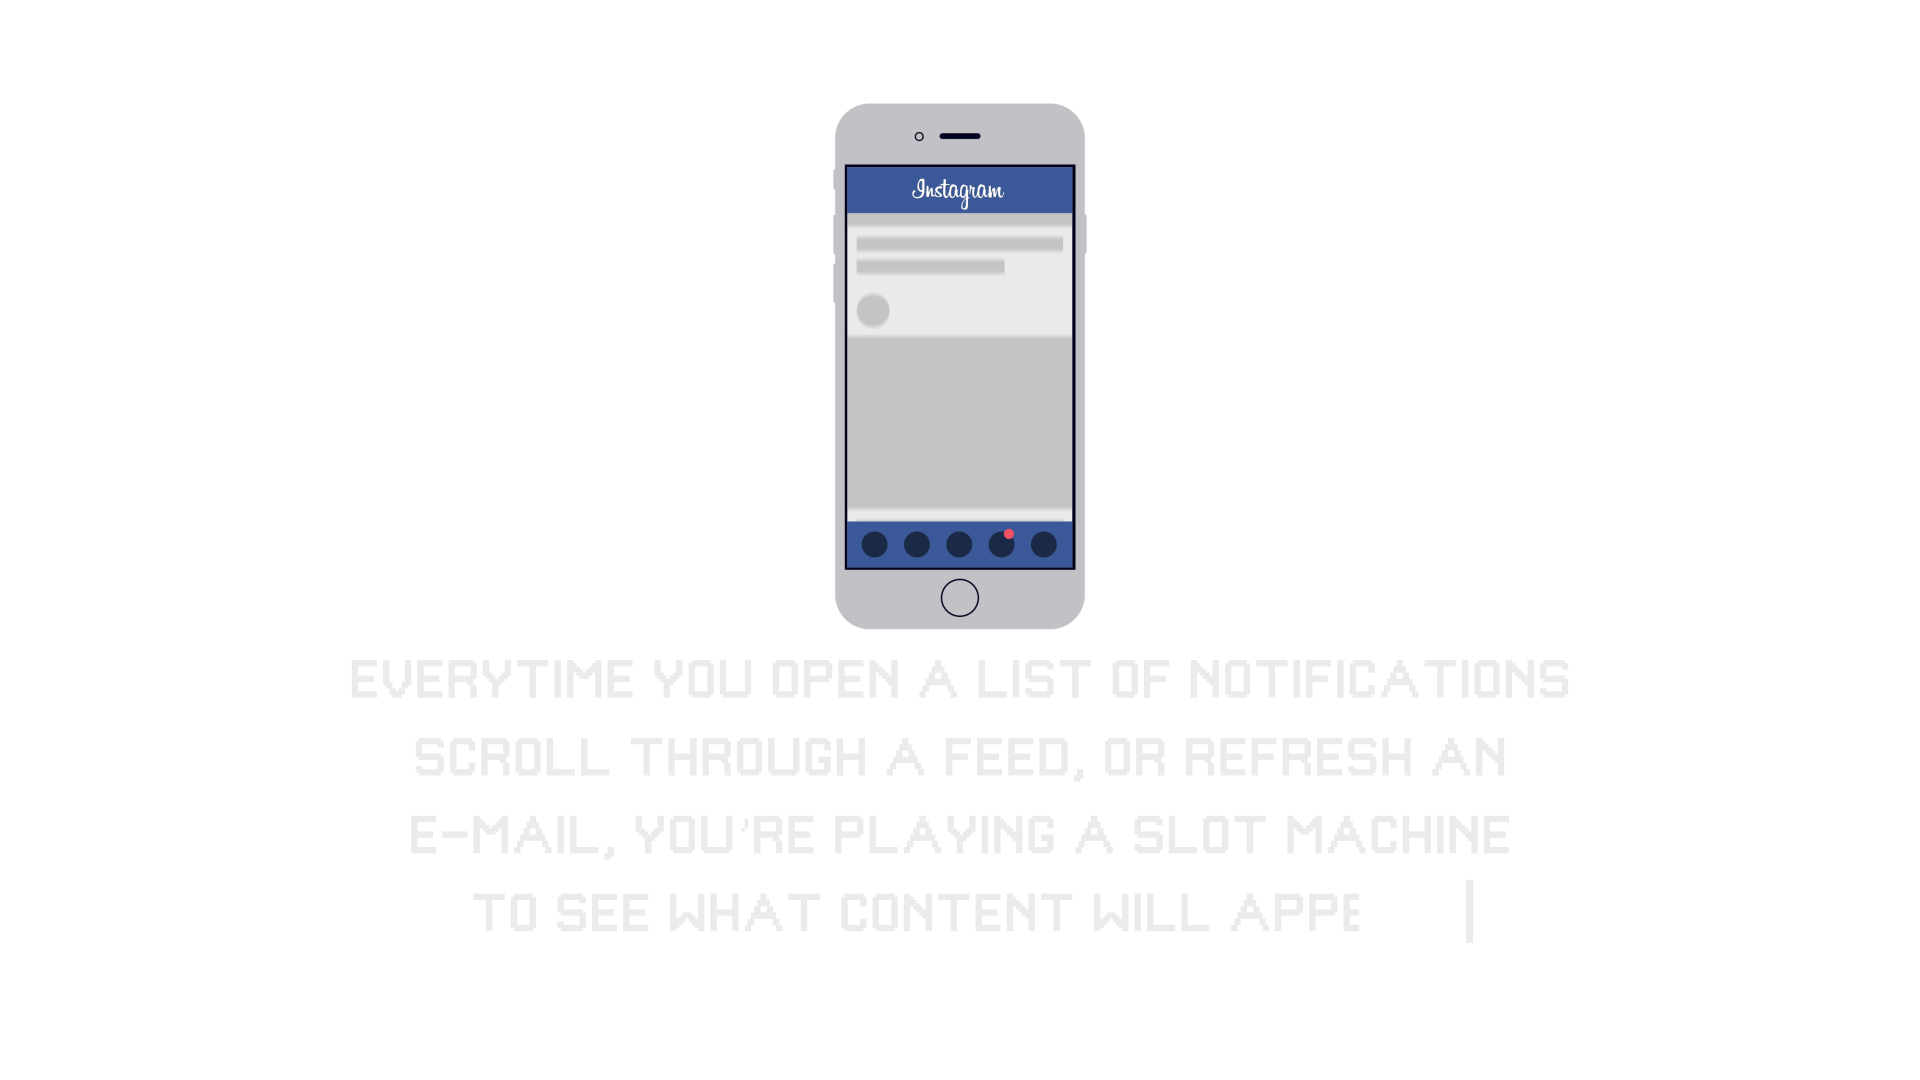 Instagram
EVERYTIME YOU OPEN A LIST OF NOTIFICATIONS
SCROLL THROUGH A FEED, OR REFRESH AN
E-MAIL, YOU'RE PLAYING A SLOT MACHINE
TO SEE WHAT CONTENT WILL APPE